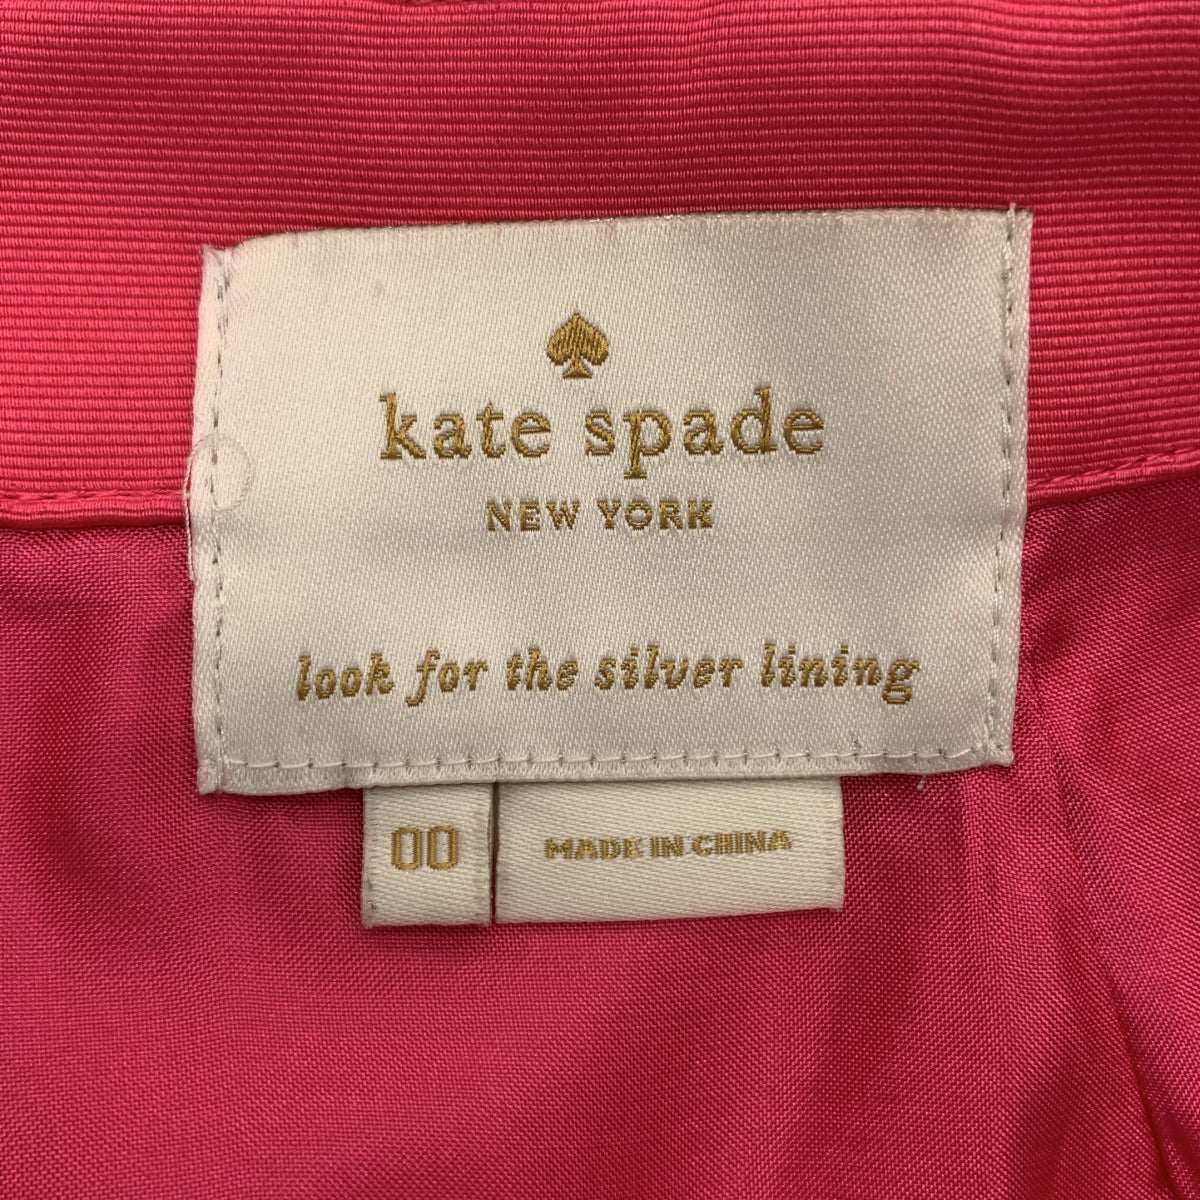 kate spade
NEW YORK
look for the silver lining
00
MADE IN CHINA